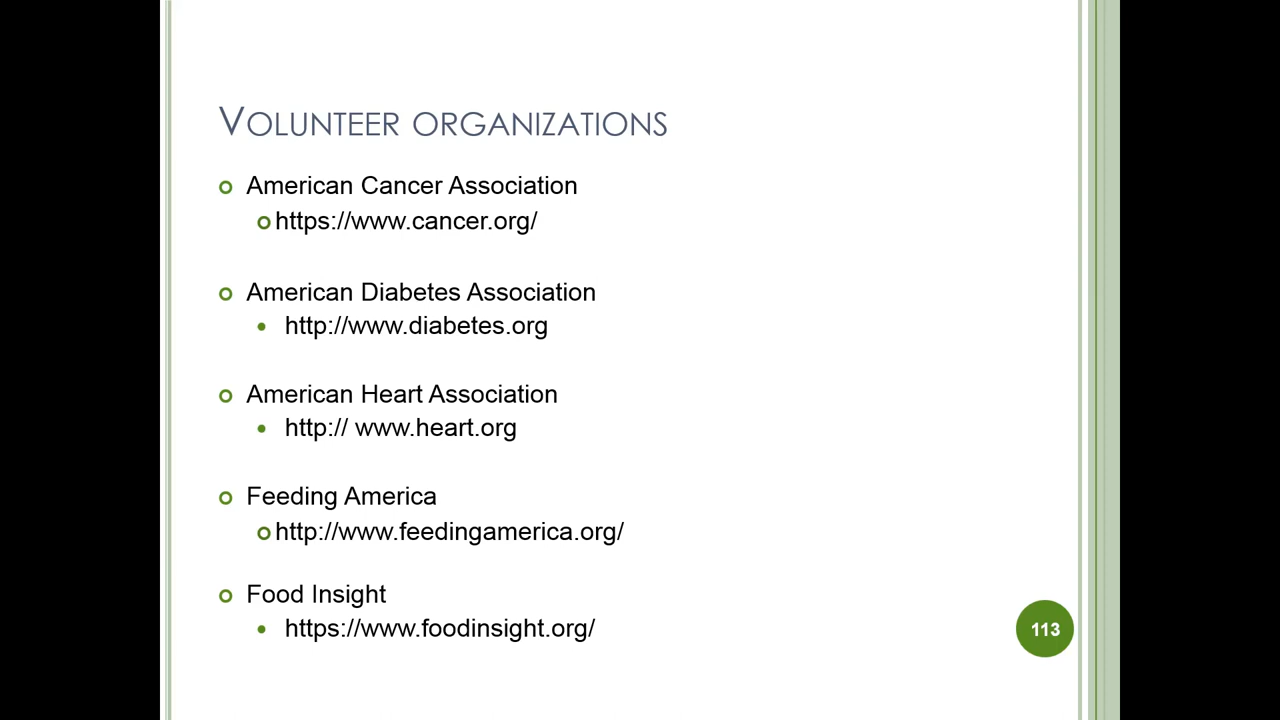 VOLUNTEER ORGANIZATIONS
American Cancer Association
https://www.cancer.org/
American Diabetes Association
http://www.diabetes.org
American Heart Association
http:// www.heart.org
Feeding America
http://www.feedingamerica.org/
Food Insight
https://www.foodinsight.org/
113